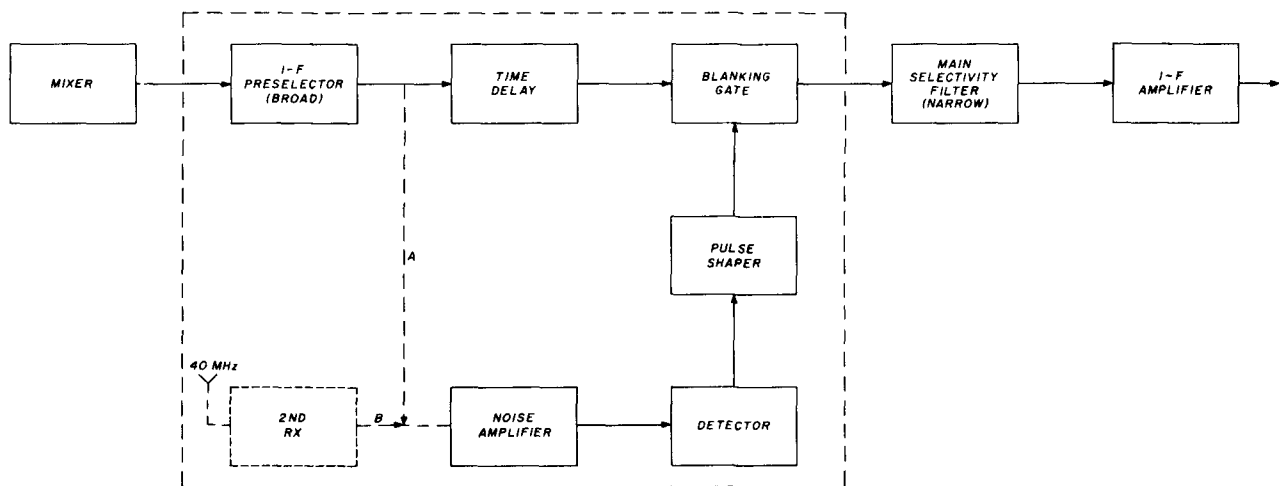 MIXER
I-F
PRESELECTOR
(BROAD)
TIME
DELAY
BLANKING
GATE
MAIN
SELECTIVITY
FILTER
(NARROW)
I-F
AMPLIFIER
A
PULSE
SHAPER
40 MHz
2ND
RX
B
NOISE
AMPLIFIER
DETECTOR